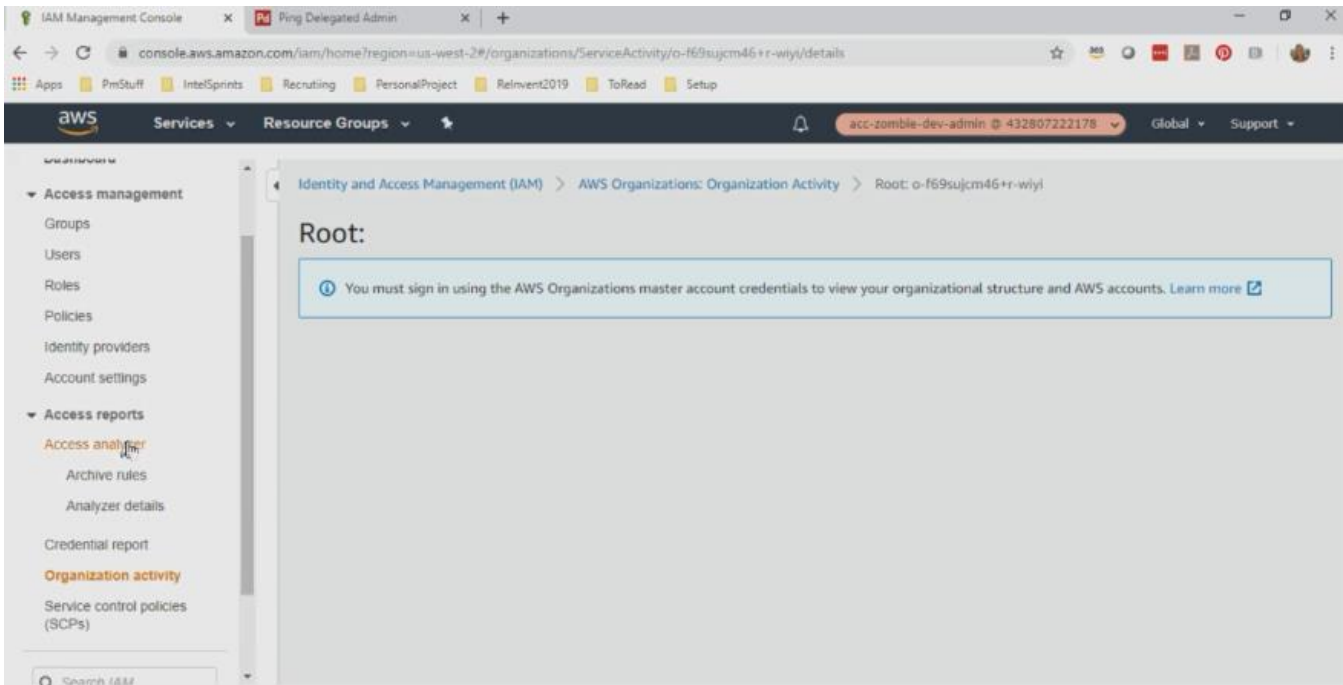 IAM Management Console
Ping Delegated Admin
console.aws.amazon.com/iam/home?region=us-west-2#/organizations/ServiceActivity/o-f69sujcm46+r-wiyi/details
Apps PmStuff IntelSprints Recrutiing PersonalProject ReInvent2019 ToRead Setup
aws Services Resource Groups acc-zombie-dev-admin @ 432807222178 Global Support
Dashboard
Access management
Groups
Users
Roles
Policies
Identity providers
Account settings
Access reports
Access analyzer
Archive rules
Analyzer details
Credential report
Organization activity
Service control policies
(SCPs)
Search IAM
Identity and Access Management (IAM) > AWS Organizations: Organization Activity > Root: o-f69sujcm46+r-wiyi
Root:
You must sign in using the AWS Organizations master account credentials to view your organizational structure and AWS accounts. Learn more